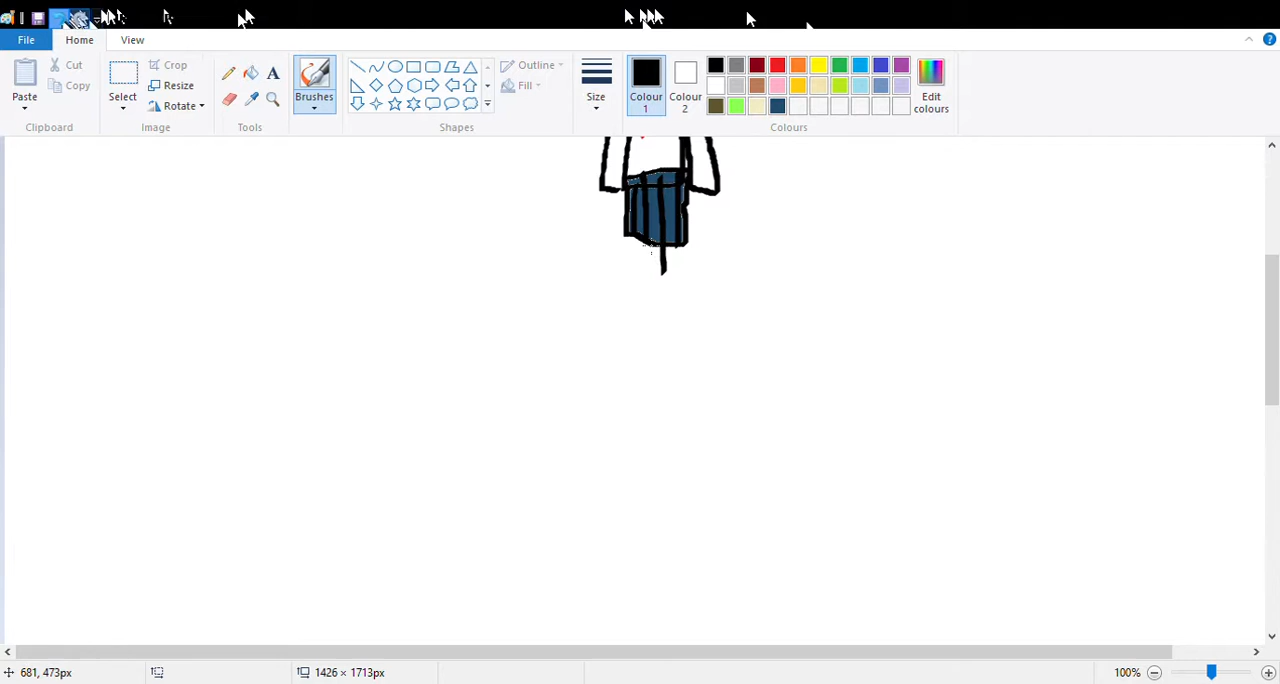 File Home View
Paste Cut Copy
Clipboard
Select Crop Resize Rotate
Image
A
Tools
Brushes
Outline Fill
Shapes
Size
Colour 1 Colour 2
Edit colours
Colours
681, 473px 1426 × 1713px 100%